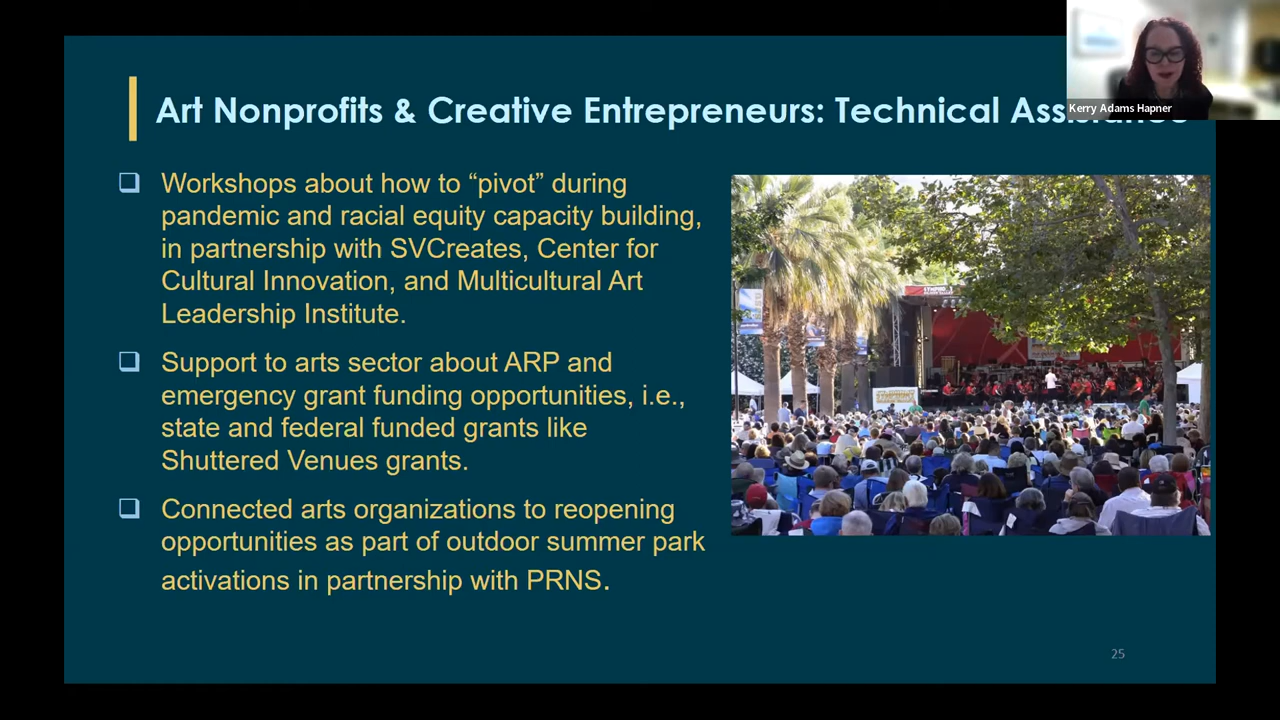 Kerry Adams Hapner
Art Nonprofits & Creative Entrepreneurs: Technical
Workshops about how to “pivot” during
pandemic and racial equity capacity building,
in partnership with SVCreates, Center for
Cultural Innovation, and Multicultural Art
Leadership Institute.
Support to arts sector about ARP and
emergency grant funding opportunities, i.e.,
state and federal funded grants like
Shuttered Venues grants.
Connected arts organizations to reopening
opportunities as part of outdoor summer park
activations in partnership with PRNS.
25